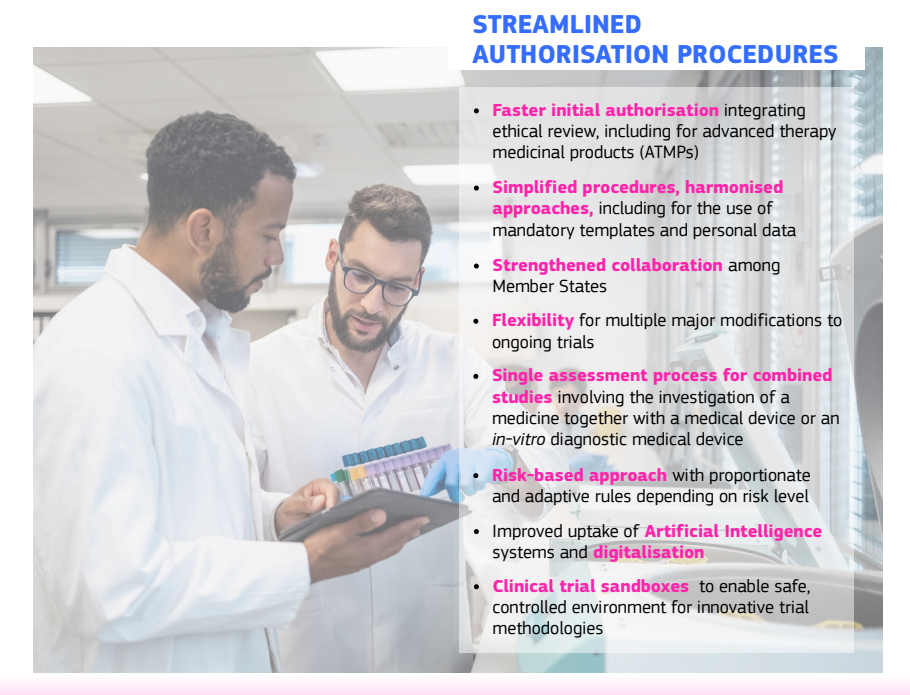 STREAMLINED
AUTHORISATION PROCEDURES
• Faster initial authorisation integrating
ethical review, including for advanced therapy
medicinal products (ATMPs)
• Simplified procedures, harmonised
approaches, including for the use of
mandatory templates and personal data
• Strengthened collaboration among
Member States
• Flexibility for multiple major modifications to
ongoing trials
• Single assessment process for combined
studies involving the investigation of a
medicine together with a medical device or an
in-vitro diagnostic medical device
• Risk-based approach with proportionate
and adaptive rules depending on risk level
• Improved uptake of Artificial Intelligence
systems and digitalisation
• Clinical trial sandboxes to enable safe,
controlled environment for innovative trial
methodologies